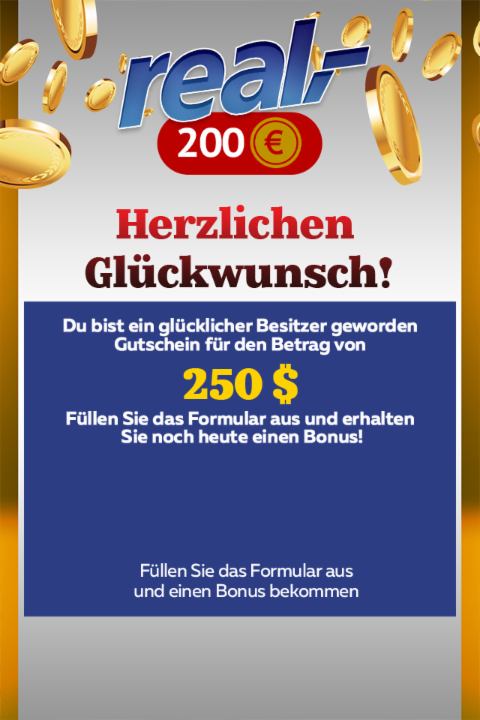 real,-
200 €
Herzlichen
Glückwunsch!
Du bist ein glücklicher Besitzer geworden
Gutschein für den Betrag von
250 $
Füllen Sie das Formular aus und erhalten
Sie noch heute einen Bonus!
Füllen Sie das Formular aus
und einen Bonus bekommen